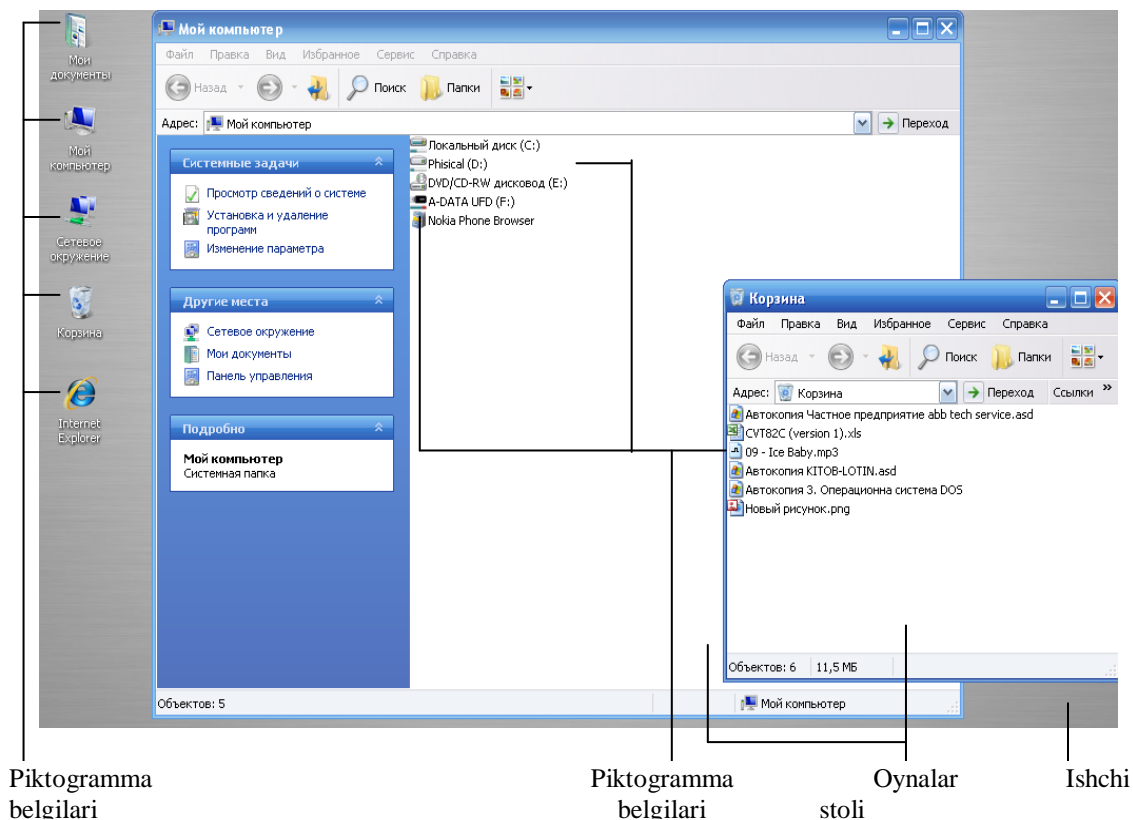 Мои
документы
Мой
компьютер
Сетевое
окружение
Корзина
Internet
Explorer
Мой компьютер
Файл Правка Вид Избранное Сервис Справка
Назад Поиск Папки
Адрес: Мой компьютер Переход
Системные задачи
Просмотр сведений о системе
Установка и удаление
программ
Изменение параметра
Другие места
Сетевое окружение
Мои документы
Панель управления
Подробно
Мой компьютер
Системная папка
Локальный диск (C:)
Phisical (D:)
DVD/CD-RW дисковод (E:)
A-DATA UFD (F:)
Nokia Phone Browser
Объектов: 5 Мой компьютер
Корзина
Файл Правка Вид Избранное Сервис Справка
Назад Поиск Папки
Адрес: Корзина Переход Ссылки »
Автокопия Частное предприятие abb tech service.asd
CVT82C (version 1).xls
09 - Ice Baby.mp3
Автокопия KITOB-LOTIN.asd
Автокопия 3. Операционна система DOS
Новый рисунок.png
Объектов: 6 11,5 МБ
Piktogramma Piktogramma Oynalar Ishchi
belgilari belgilari stoli